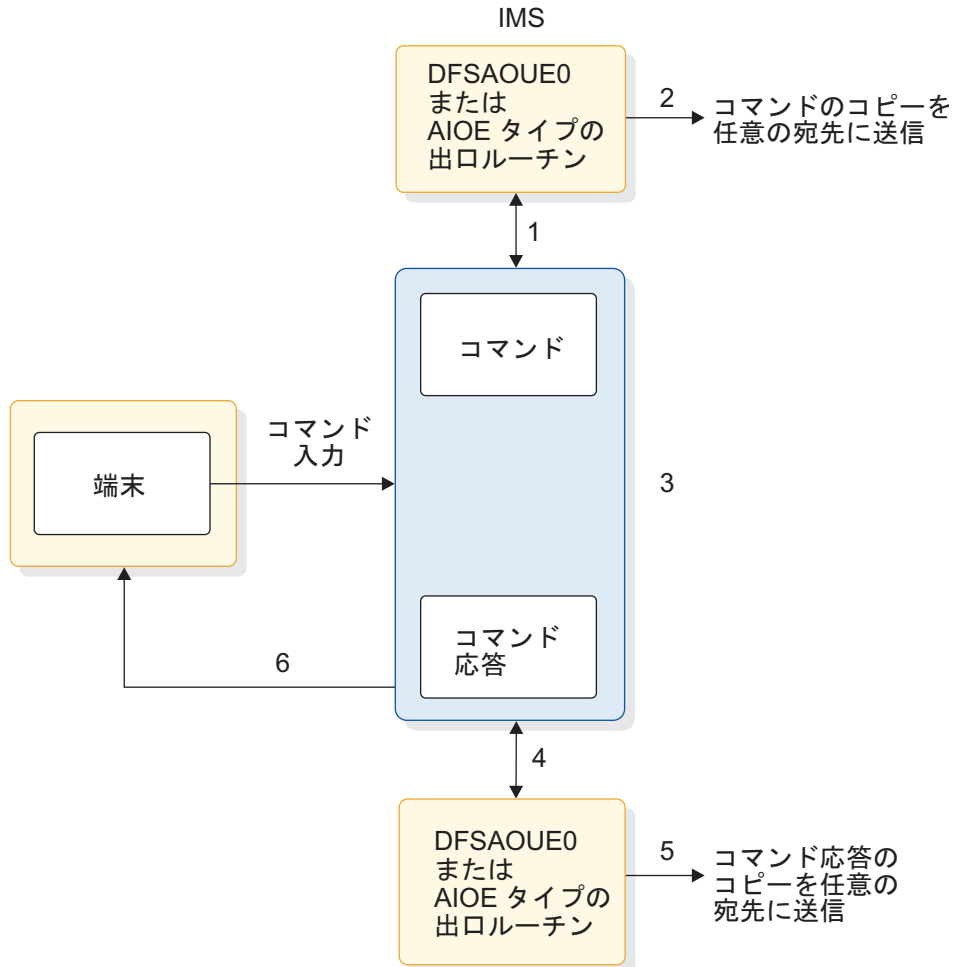 IMS
DFSAOUE0
または
AIOE タイプの
出口ルーチン
2
コマンドのコピーを
任意の宛先に送信
1
コマンド
コマンド
入力
端末
3
コマンド
応答
6
4
DFSAOUE0
または
AIOE タイプの
出口ルーチン
5
コマンド応答の
コピーを任意の
宛先に送信